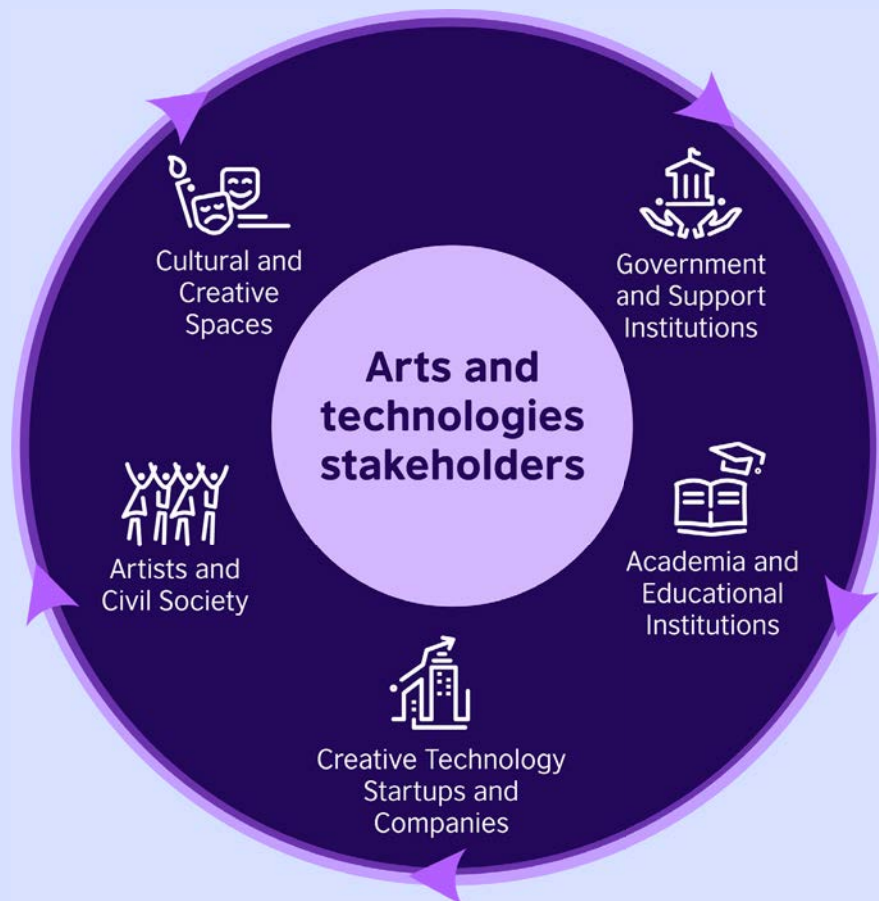 Cultural and
Creative
Spaces
Government
and Support
Institutions
Arts and
technologies
stakeholders
Artists and
Civil Society
Academia and
Educational
Institutions
Creative Technology
Startups and
Companies